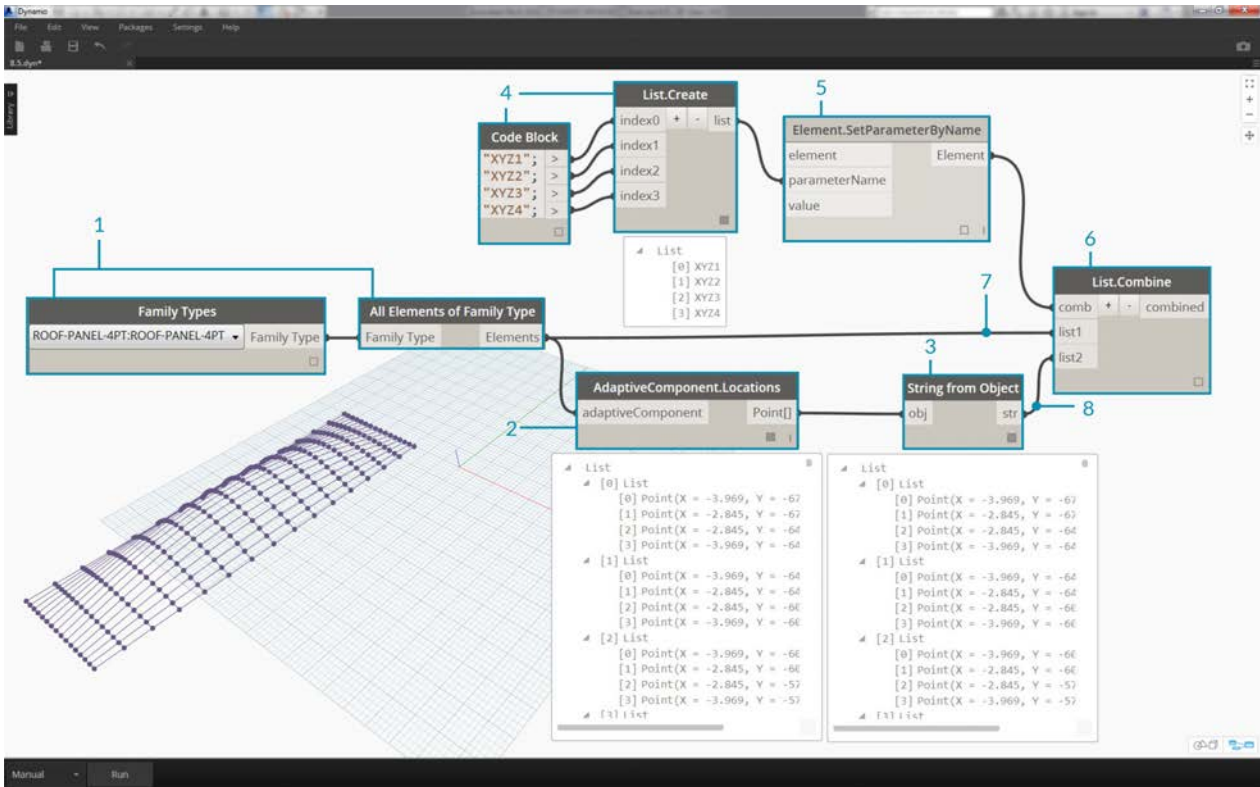 Dynamo
File Edit View Packages Settings Help
8.5.dyn*
Library
4
List.Create
index0 + - list
index1
index2
index3
Code Block
"XYZ1"; >
"XYZ2"; >
"XYZ3"; >
"XYZ4"; >
5
Element.SetParameterByName
element Element
parameterName
value
List
[0] XYZ1
[1] XYZ2
[2] XYZ3
[3] XYZ4
1
Family Types
ROOF-PANEL-4PT:ROOF-PANEL-4PT Family Type
All Elements of Family Type
Family Type Elements
6
List.Combine
comb + - combined
list1
list2
7
2
AdaptiveComponent.Locations
adaptiveComponent Point[]
3
String from Object
obj str
8
List
[0] List
[0] Point(X = -3.969, Y = -67
[1] Point(X = -2.845, Y = -67
[2] Point(X = -2.845, Y = -64
[3] Point(X = -3.969, Y = -64
[1] List
[0] Point(X = -3.969, Y = -64
[1] Point(X = -2.845, Y = -64
[2] Point(X = -2.845, Y = -60
[3] Point(X = -3.969, Y = -60
[2] List
[0] Point(X = -3.969, Y = -60
[1] Point(X = -2.845, Y = -60
[2] Point(X = -2.845, Y = -57
[3] Point(X = -3.969, Y = -57
[3] List
List
[0] List
[0] Point(X = -3.969, Y = -67
[1] Point(X = -2.845, Y = -67
[2] Point(X = -2.845, Y = -64
[3] Point(X = -3.969, Y = -64
[1] List
[0] Point(X = -3.969, Y = -64
[1] Point(X = -2.845, Y = -64
[2] Point(X = -2.845, Y = -60
[3] Point(X = -3.969, Y = -60
[2] List
[0] Point(X = -3.969, Y = -60
[1] Point(X = -2.845, Y = -60
[2] Point(X = -2.845, Y = -57
[3] Point(X = -3.969, Y = -57
[3] List
Manual Run